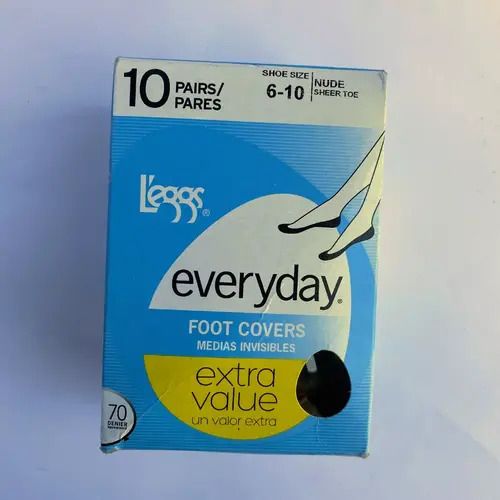 10 PAIRS/
PARES
SHOE SIZE
6-10
NUDE
SHEER TOE
L'eggs®
everyday®
FOOT COVERS
MEDIAS INVISIBLES
extra
value
un valor extra
70
DENIER